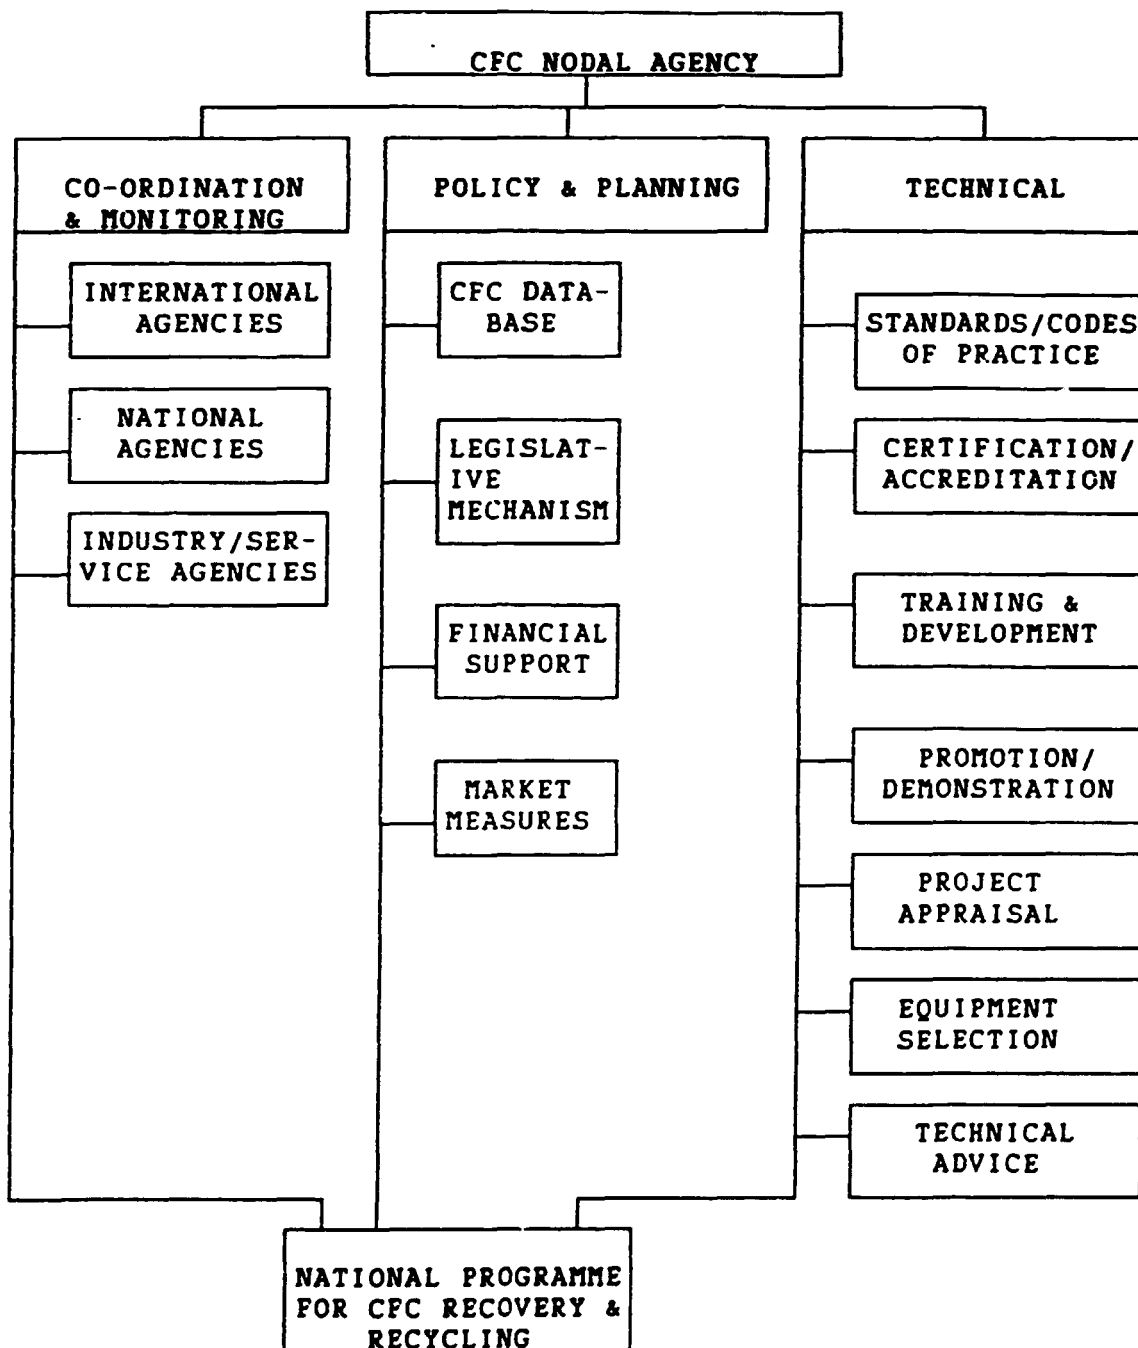 CFC NODAL AGENCY
CO-ORDINATION
& MONITORING
INTERNATIONAL
AGENCIES
NATIONAL
AGENCIES
INDUSTRY/SER-
VICE AGENCIES
POLICY & PLANNING
CFC DATA-
BASE
LEGISLAT-
IVE
MECHANISM
FINANCIAL
SUPPORT
MARKET
MEASURES
TECHNICAL
STANDARDS/CODES
OF PRACTICE
CERTIFICATION/
ACCREDITATION
TRAINING &
DEVELOPMENT
PROMOTION/
DEMONSTRATION
PROJECT
APPRAISAL
EQUIPMENT
SELECTION
TECHNICAL
ADVICE
NATIONAL PROGRAMME
FOR CFC RECOVERY &
RECYCLING